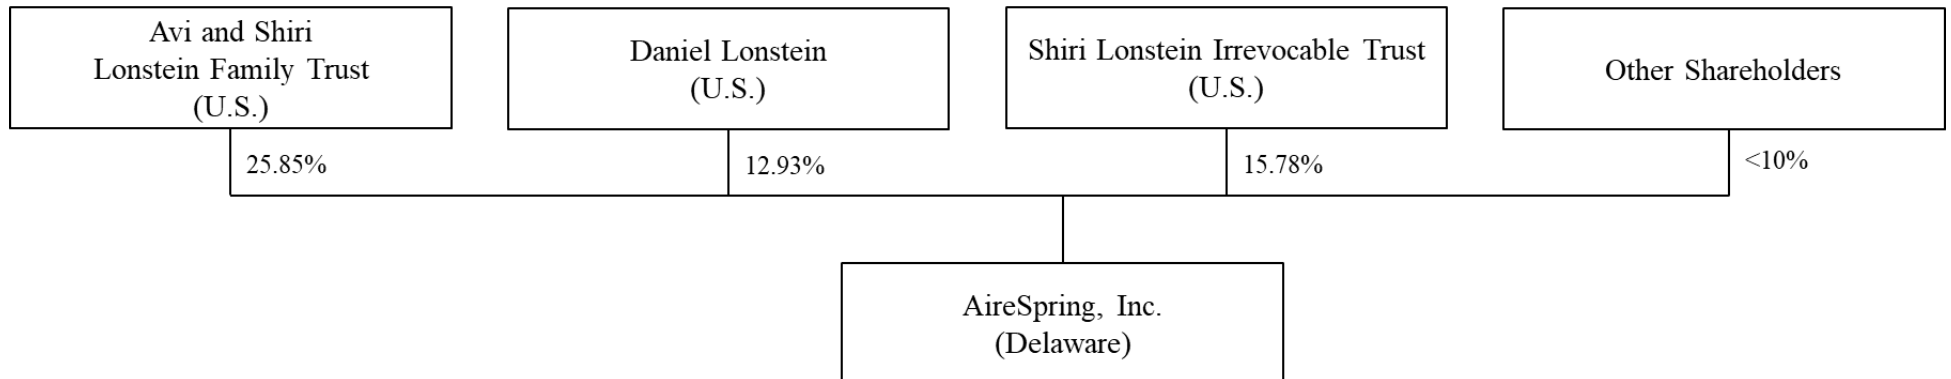 Avi and Shiri
Lonstein Family Trust
(U.S.)
Daniel Lonstein
(U.S.)
Shiri Lonstein Irrevocable Trust
(U.S.)
Other Shareholders
25.85%
12.93%
15.78%
<10%
AireSpring, Inc.
(Delaware)